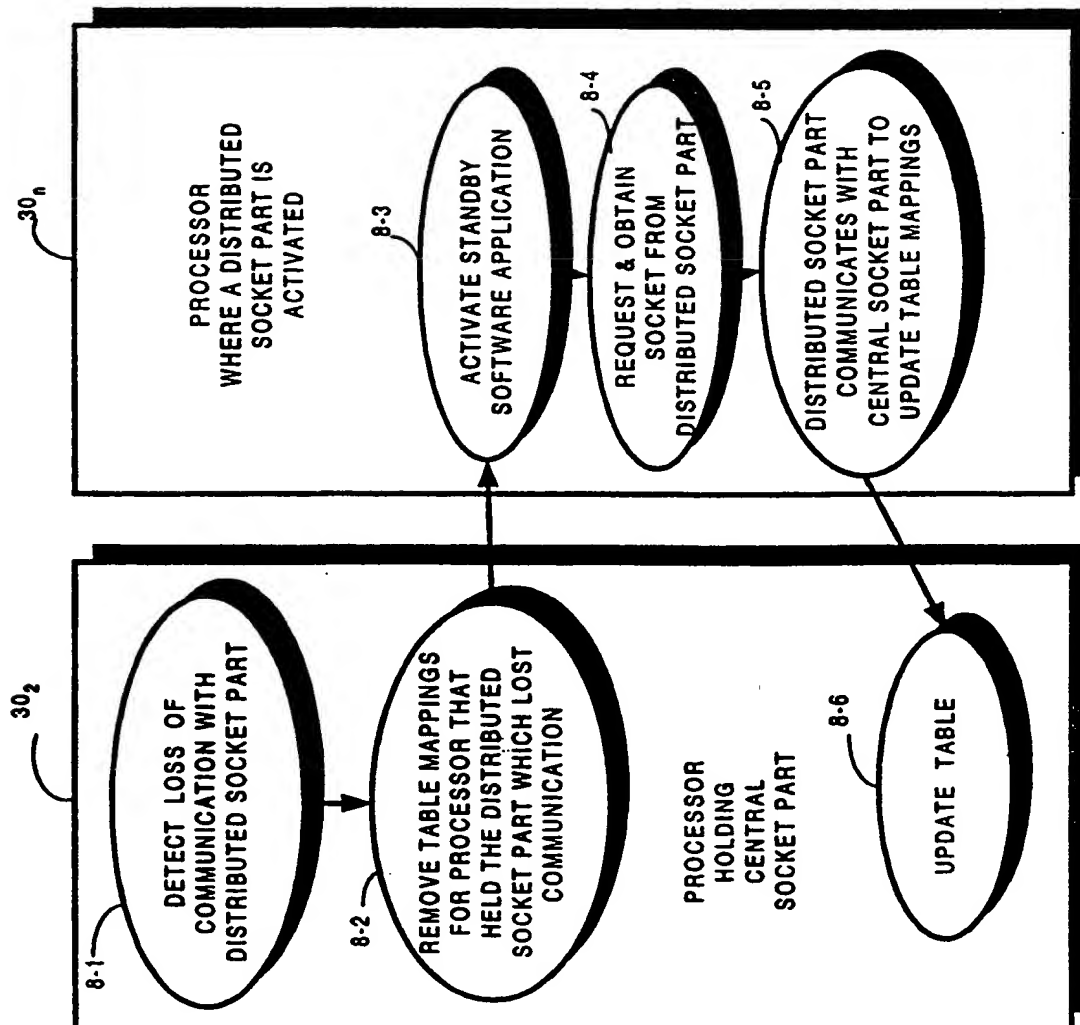 30₂
8-1
DETECT LOSS OF
COMMUNICATION WITH
DISTRIBUTED SOCKET PART
8-2
REMOVE TABLE MAPPINGS
FOR PROCESSOR THAT
HELD THE DISTRIBUTED
SOCKET PART WHICH LOST
COMMUNICATION
PROCESSOR
HOLDING
CENTRAL
SOCKET PART
8-6
UPDATE TABLE
30ₙ
PROCESSOR
WHERE A DISTRIBUTED
SOCKET PART IS
ACTIVATED
8-3
ACTIVATE STANDBY
SOFTWARE APPLICATION
8-4
REQUEST & OBTAIN
SOCKET FROM
DISTRIBUTED SOCKET PART
8-5
DISTRIBUTED SOCKET PART
COMMUNICATES WITH
CENTRAL SOCKET PART TO
UPDATE TABLE MAPPINGS